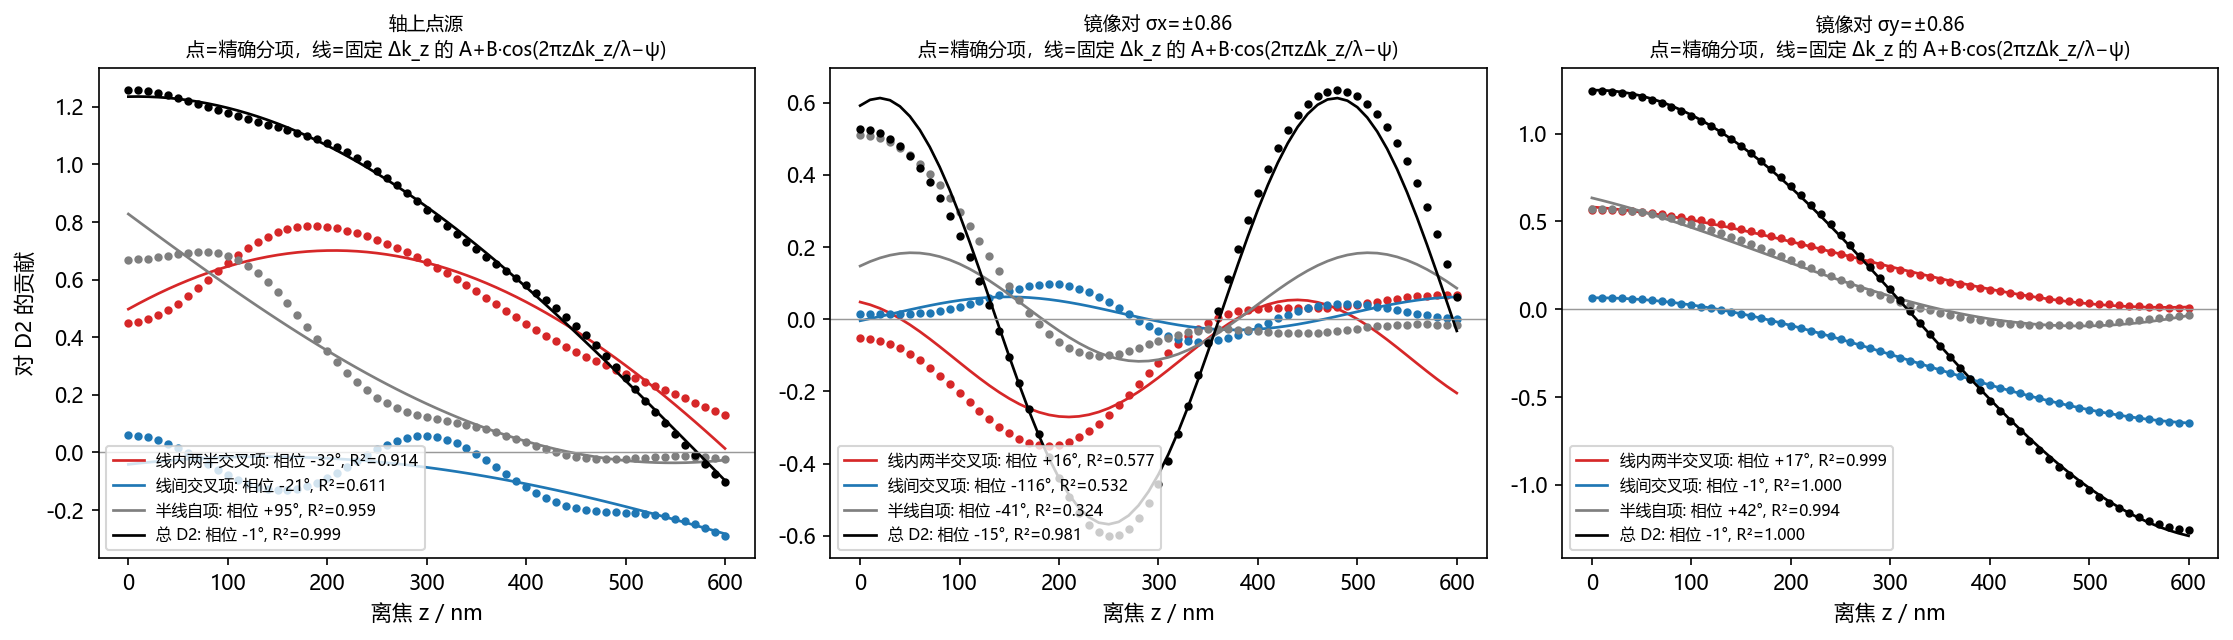 轴上点源
点=精确分项，线=固定 Δk_z 的 A+B·cos(2πzΔk_z/λ−ψ)
对 D2 的贡献
1.2
1.0
0.8
0.6
0.4
0.2
0.0
-0.2
线内两半交叉项: 相位 -32°, R²=0.914
线间交叉项: 相位 -21°, R²=0.611
半线自项: 相位 +95°, R²=0.959
总 D2: 相位 -1°, R²=0.999
0 100 200 300 400 500 600
离焦 z / nm
镜像对 σx=±0.86
点=精确分项，线=固定 Δk_z 的 A+B·cos(2πzΔk_z/λ−ψ)
0.6
0.4
0.2
0.0
-0.2
-0.4
-0.6
线内两半交叉项: 相位 +16°, R²=0.577
线间交叉项: 相位 -116°, R²=0.532
半线自项: 相位 -41°, R²=0.324
总 D2: 相位 -15°, R²=0.981
0 100 200 300 400 500 600
离焦 z / nm
镜像对 σy=±0.86
点=精确分项，线=固定 Δk_z 的 A+B·cos(2πzΔk_z/λ−ψ)
1.0
0.5
0.0
-0.5
-1.0
线内两半交叉项: 相位 +17°, R²=0.999
线间交叉项: 相位 -1°, R²=1.000
半线自项: 相位 +42°, R²=0.994
总 D2: 相位 -1°, R²=1.000
0 100 200 300 400 500 600
离焦 z / nm